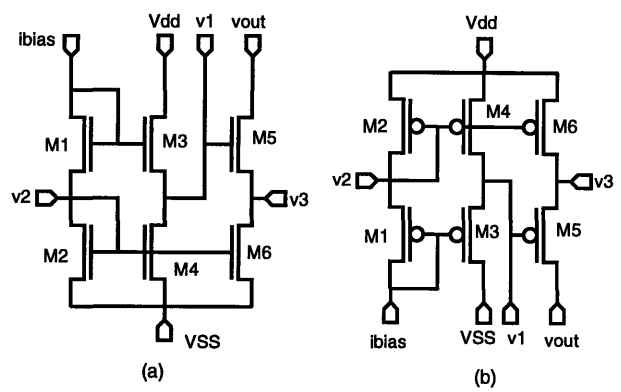 ibias Vdd v1 vout
M1 M3 M5
v2 v3
M2 M4 M6
VSS
(a)
Vdd
M2 M4 M6
v2 v3
M1 M3 M5
ibias VSS v1 vout
(b)